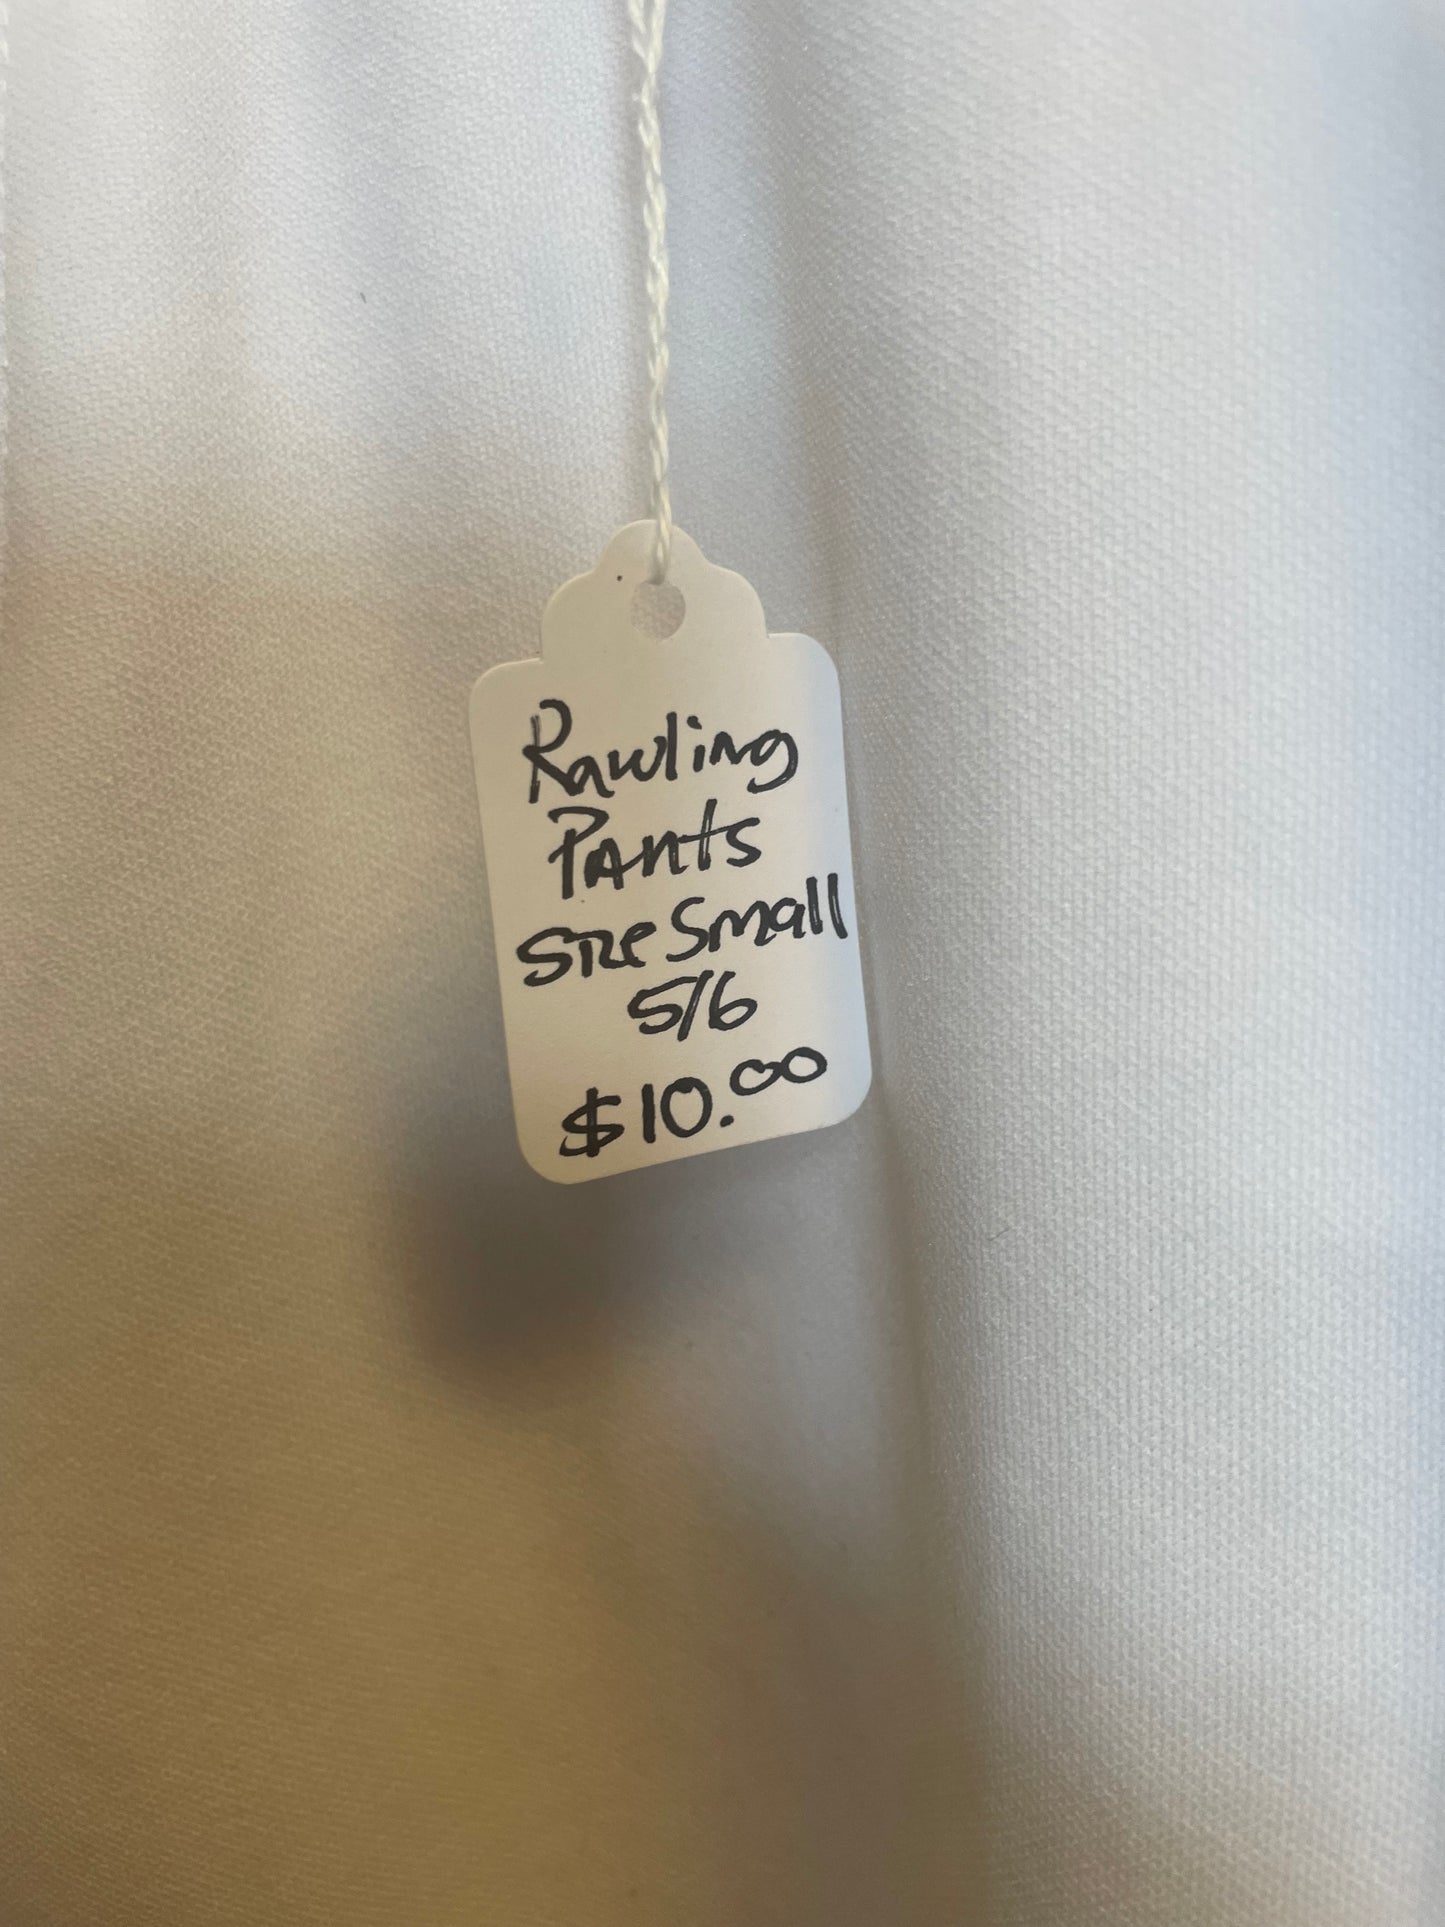 Rawling
Pants
Size Small
5/6
$10.00